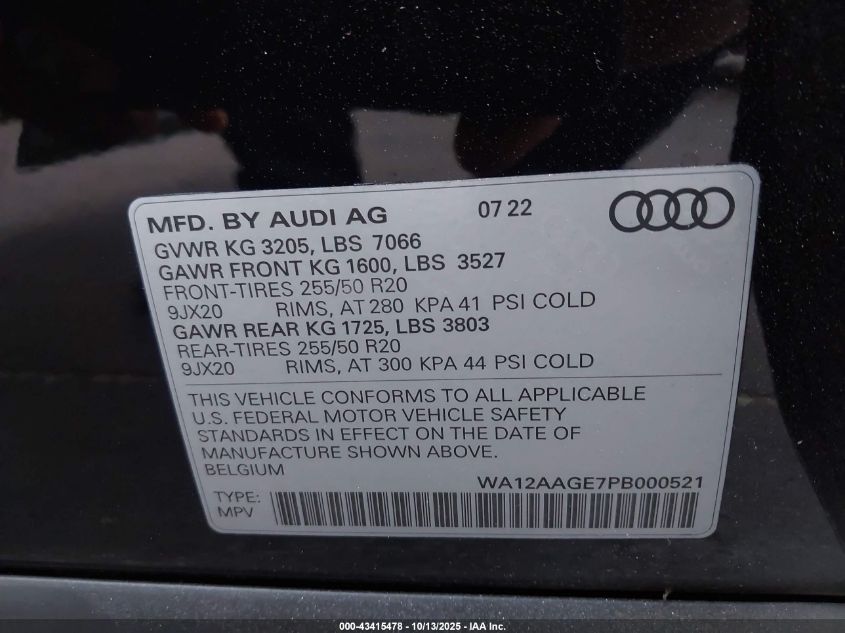 MFD. BY AUDI AG 07 22
GVWR KG 3205, LBS 7066
GAWR FRONT KG 1600, LBS 3527
FRONT-TIRES 255/50 R20
9JX20 RIMS, AT 280 KPA 41 PSI COLD
GAWR REAR KG 1725, LBS 3803
REAR-TIRES 255/50 R20
9JX20 RIMS, AT 300 KPA 44 PSI COLD
THIS VEHICLE CONFORMS TO ALL APPLICABLE
U.S. FEDERAL MOTOR VEHICLE SAFETY
STANDARDS IN EFFECT ON THE DATE OF
MANUFACTURE SHOWN ABOVE.
BELGIUM
WA12AAGE7PB000521
TYPE:
MPV
000-43415478 - 10/13/2025 - IAA Inc.